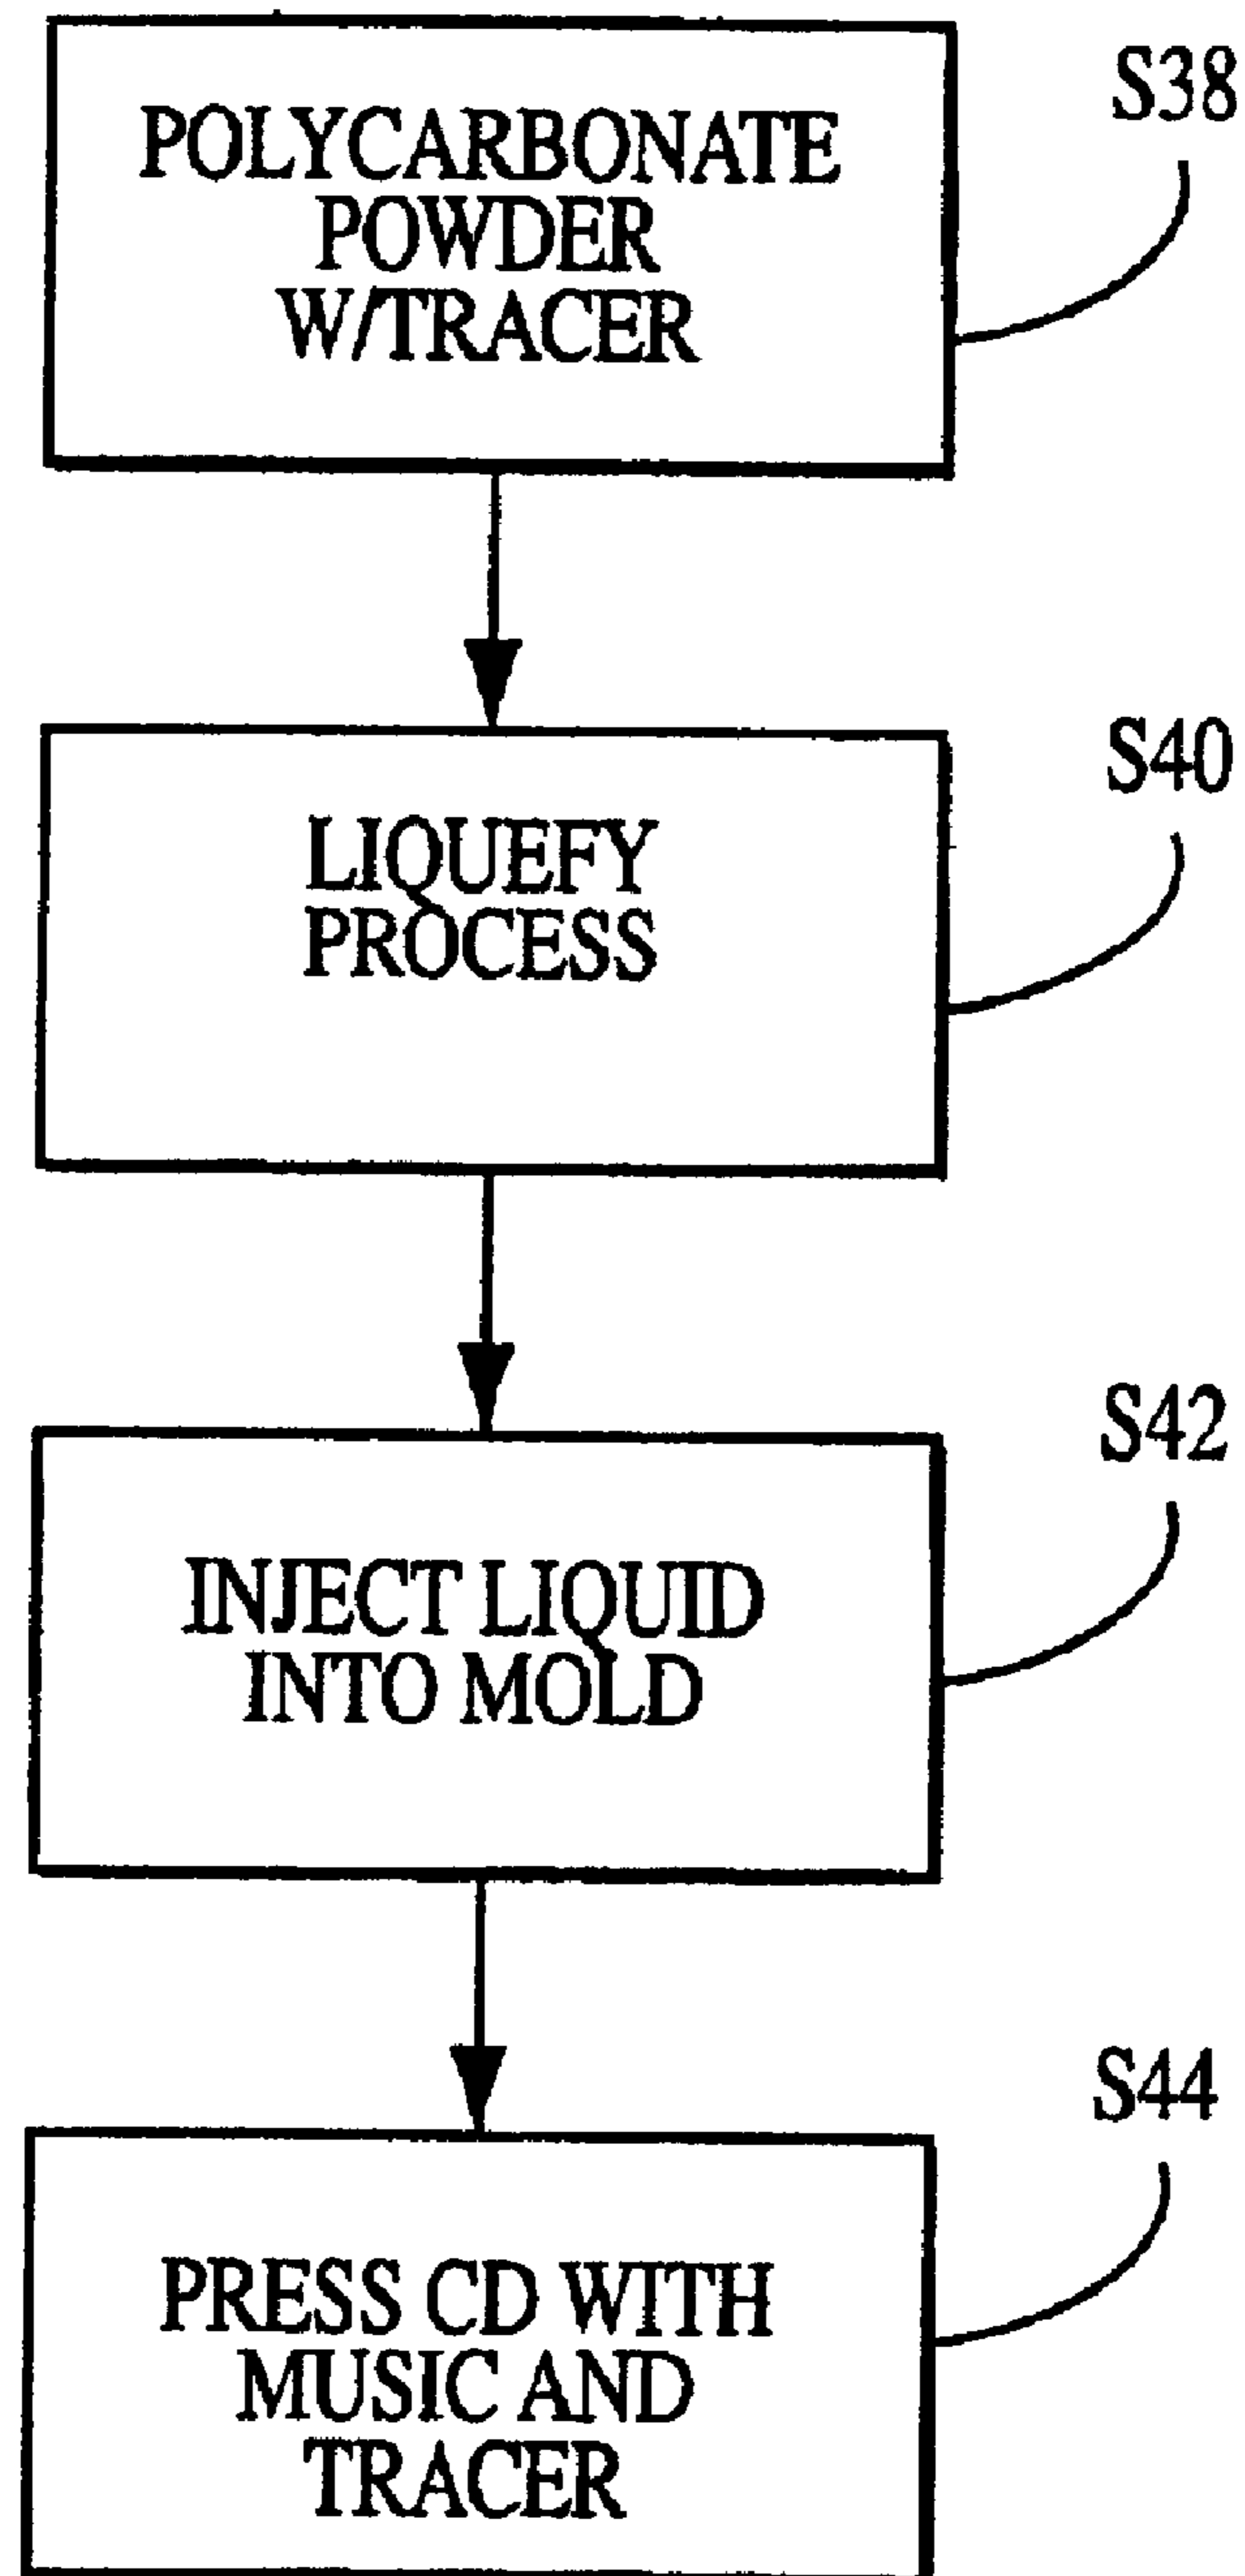 POLYCARBONATE
POWDER
W/TRACER
S38
LIQUEFY
PROCESS
S40
INJECT LIQUID
INTO MOLD
S42
PRESS CD WITH
MUSIC AND
TRACER
S44